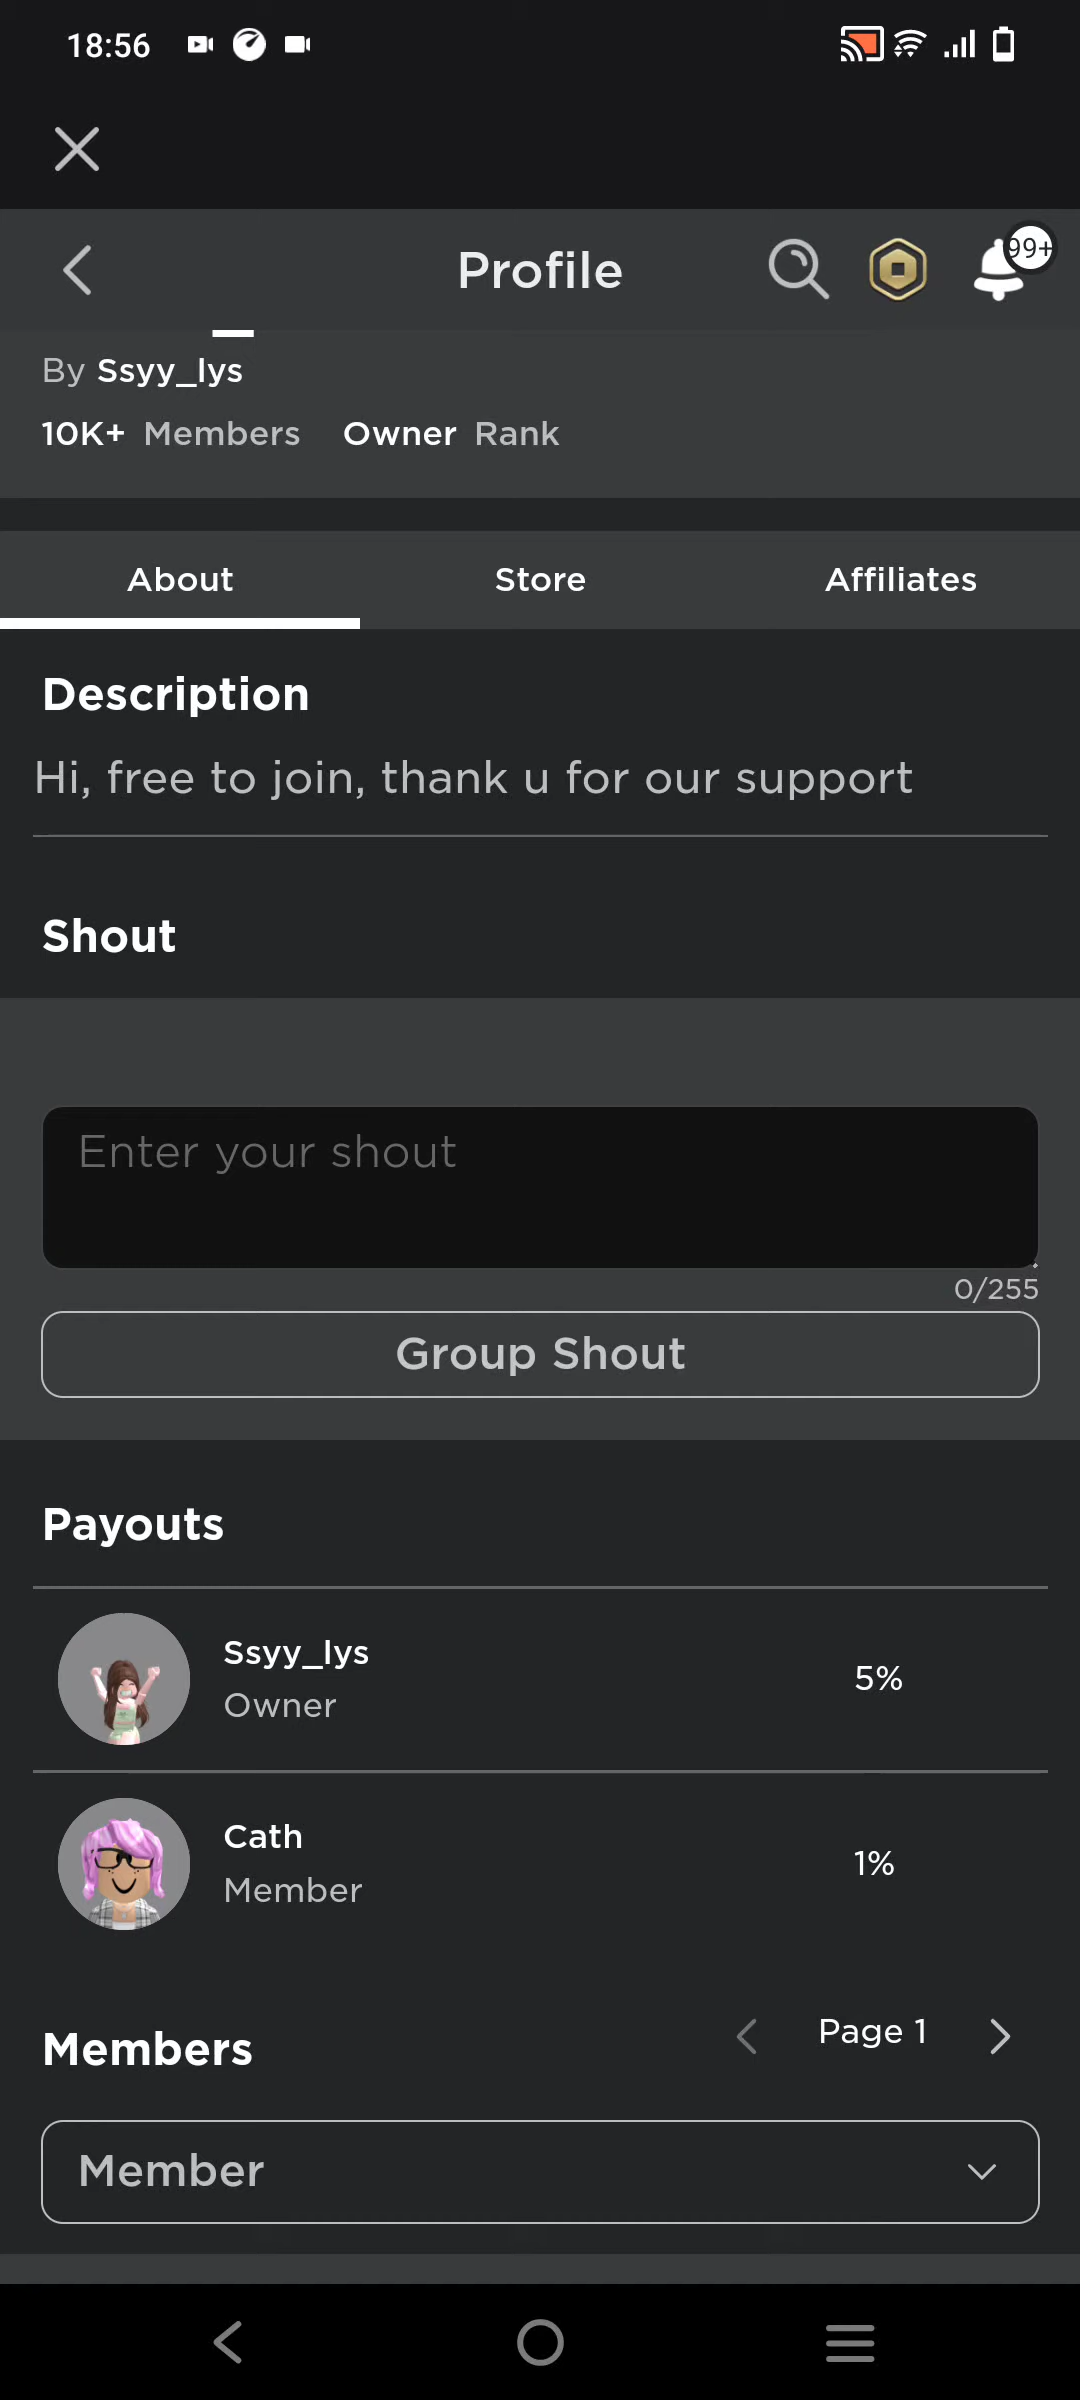 18:56
Profile
99+
By Ssyy_lys
10K+ Members Owner Rank
About Store Affiliates
Description
Hi, free to join, thank u for our support
Shout
Enter your shout
0/255
Group Shout
Payouts
Ssyy_lys
Owner
5%
Cath
Member
1%
Members
Page 1
Member